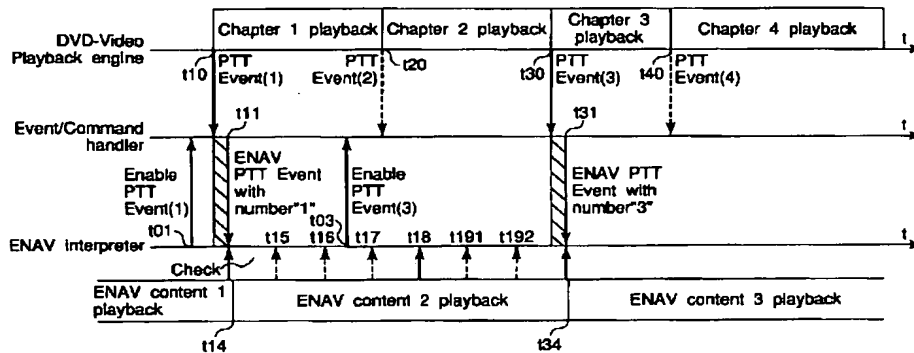 Chapter 1 playback
Chapter 2 playback
Chapter 3
playback
Chapter 4 playback
DVD-Video
Playback engine
t
t10
PTT
Event(1)
PTT
Event(2)
t20
t30
PTT
Event(3)
t40
PTT
Event(4)
t11
t31
Event/Command
handler
t
Enable
PTT
Event(1)
t01
ENAV
PTT Event
with
number"1"
Enable
PTT
Event(3)
t03
ENAV PTT
Event with
number"3"
ENAV interpreter
t
t15
t16
t17
t18
t191
t192
Check
ENAV content 1
playback
ENAV content 2 playback
ENAV content 3 playback
t14
t34